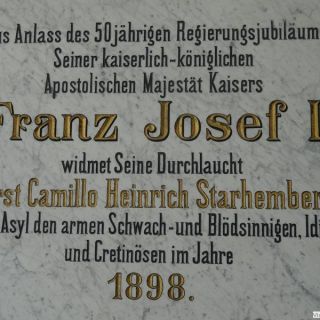 us Anlass des 50jährigen Regierungsjubiläum
Seiner kaiserlich-königlichen
Apostolischen Majestät Kaisers
Franz Josef I
widmet Seine Durchlaucht
rst Camillo Heinrich Starhember
Asyl den armen Schwach-und Blödsinnigen, Idi
und Cretinösen im Jahre
1898.